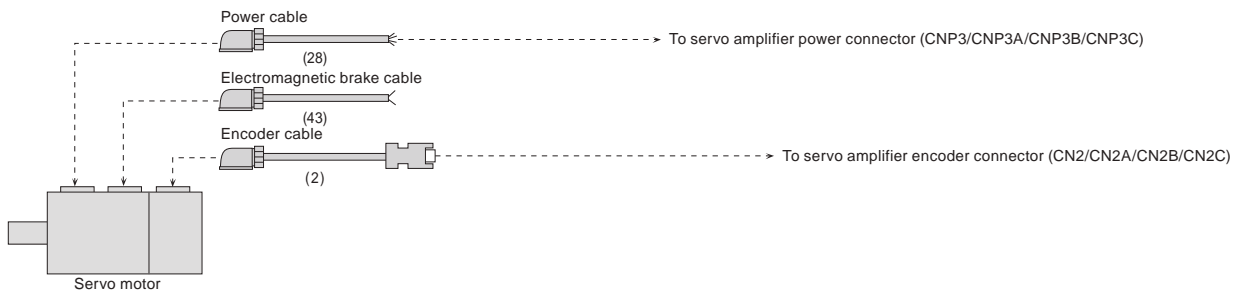 Power cable
To servo amplifier power connector (CNP3/CNP3A/CNP3B/CNP3C)
(28)
Electromagnetic brake cable
(43)
Encoder cable
To servo amplifier encoder connector (CN2/CN2A/CN2B/CN2C)
(2)
Servo motor